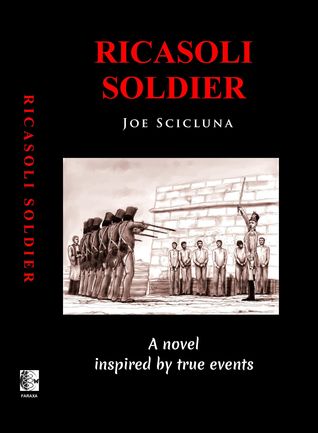 RICASOLI
SOLDIER
JOE SCICLUNA
RICASOLI SOLDIER
A novel
inspired by true events
FARAXA